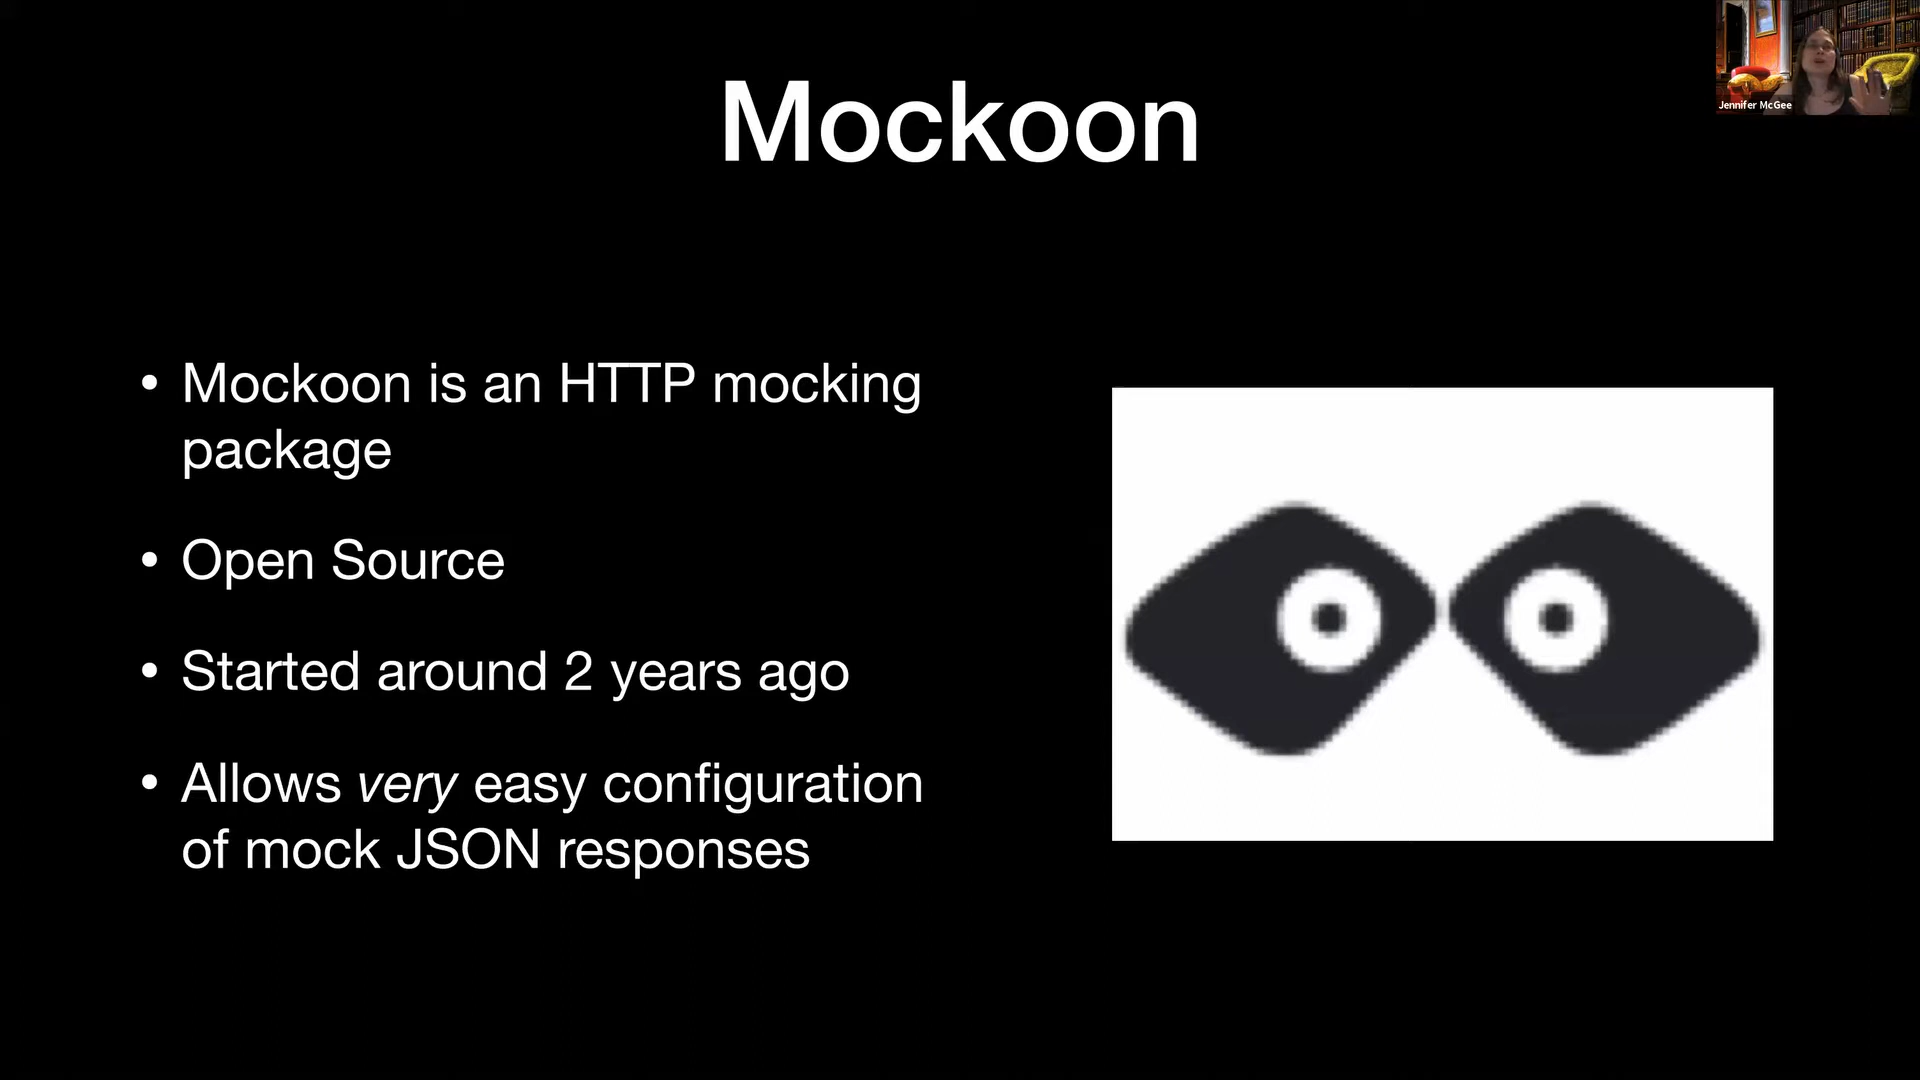 Mockoon
Jennifer McGee
• Mockoon is an HTTP mocking
package
• Open Source
• Started around 2 years ago
• Allows very easy configuration
of mock JSON responses